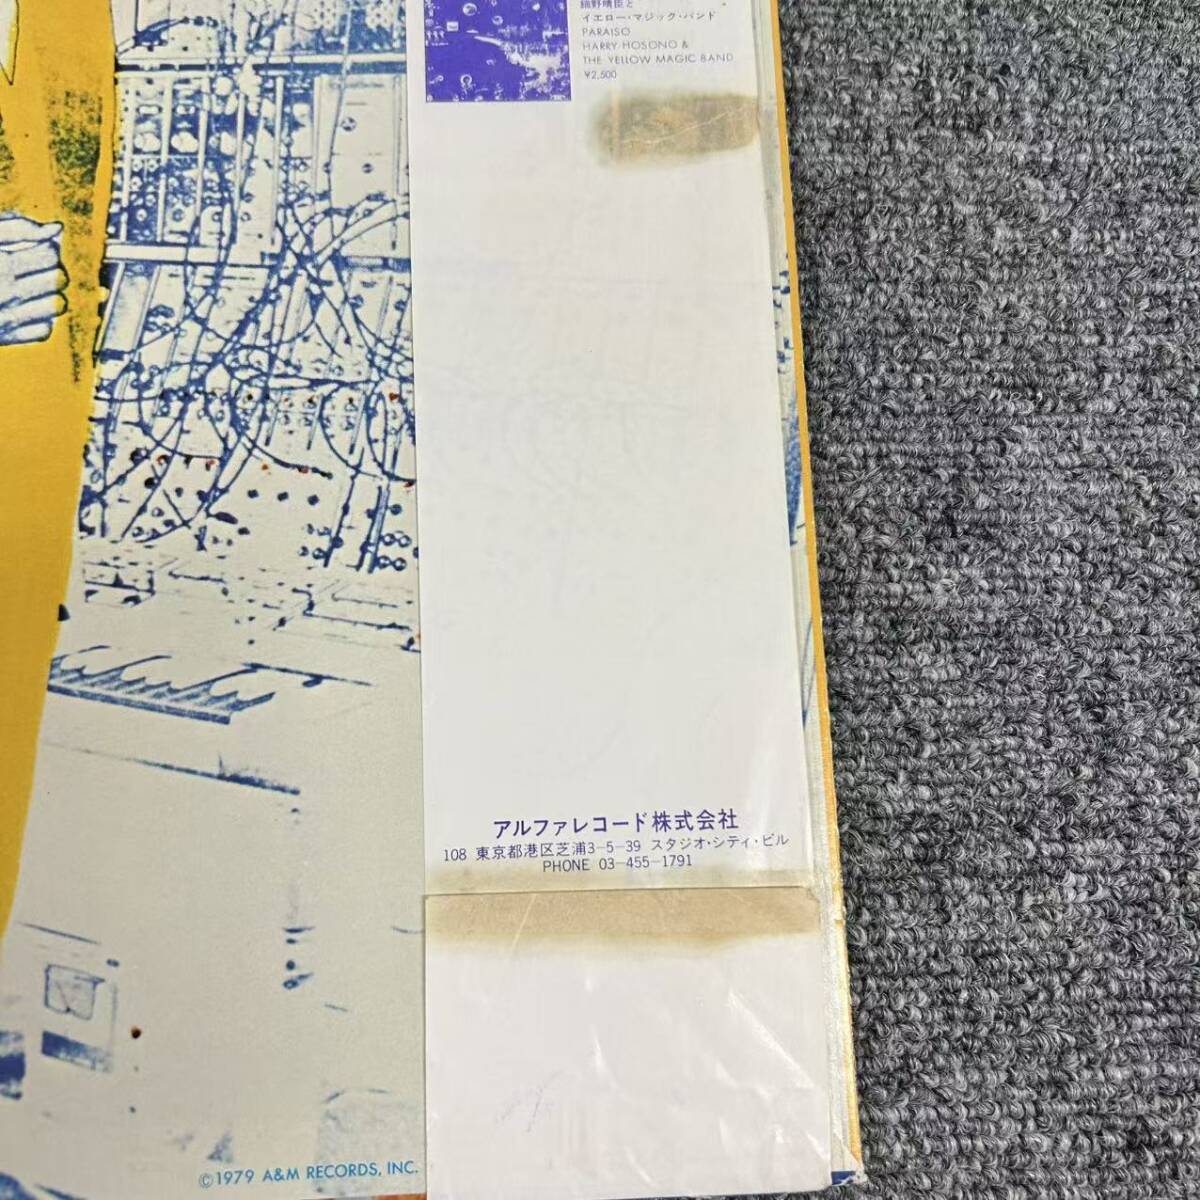 細野晴臣と
イエロー・マジック・バンド
PARAISO
HARRY HOSONO &
THE YELLOW MAGIC BAND
¥2,500
アルファレコード株式会社
108 東京都港区芝浦3-5-39 スタジオ・シティ・ビル
PHONE 03-455-1791
©1979 A&M RECORDS, INC.